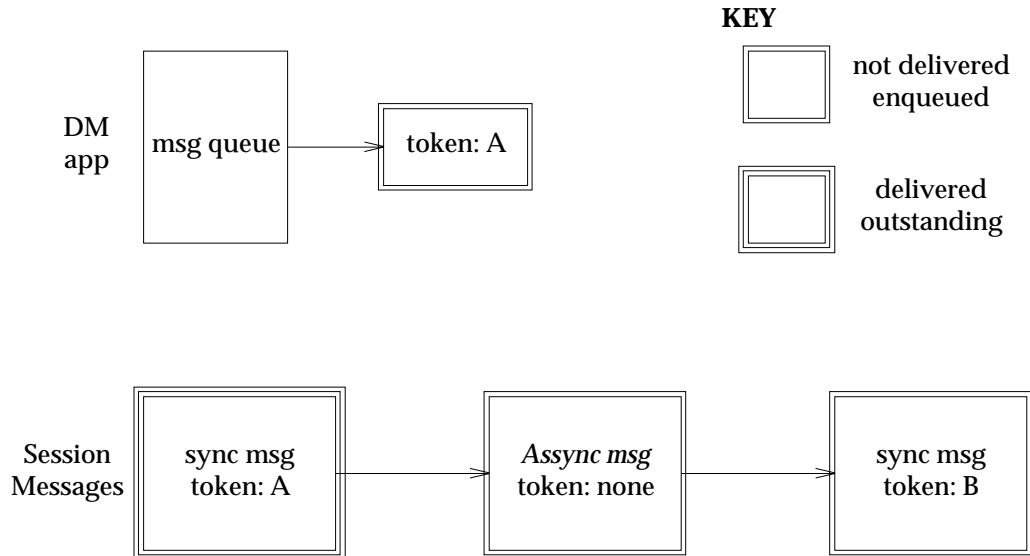 KEY
not delivered
enqueued
DM
app
msg queue
token: A
delivered
outstanding
Session
Messages
sync msg
token: A
Assync msg
token: none
sync msg
token: B